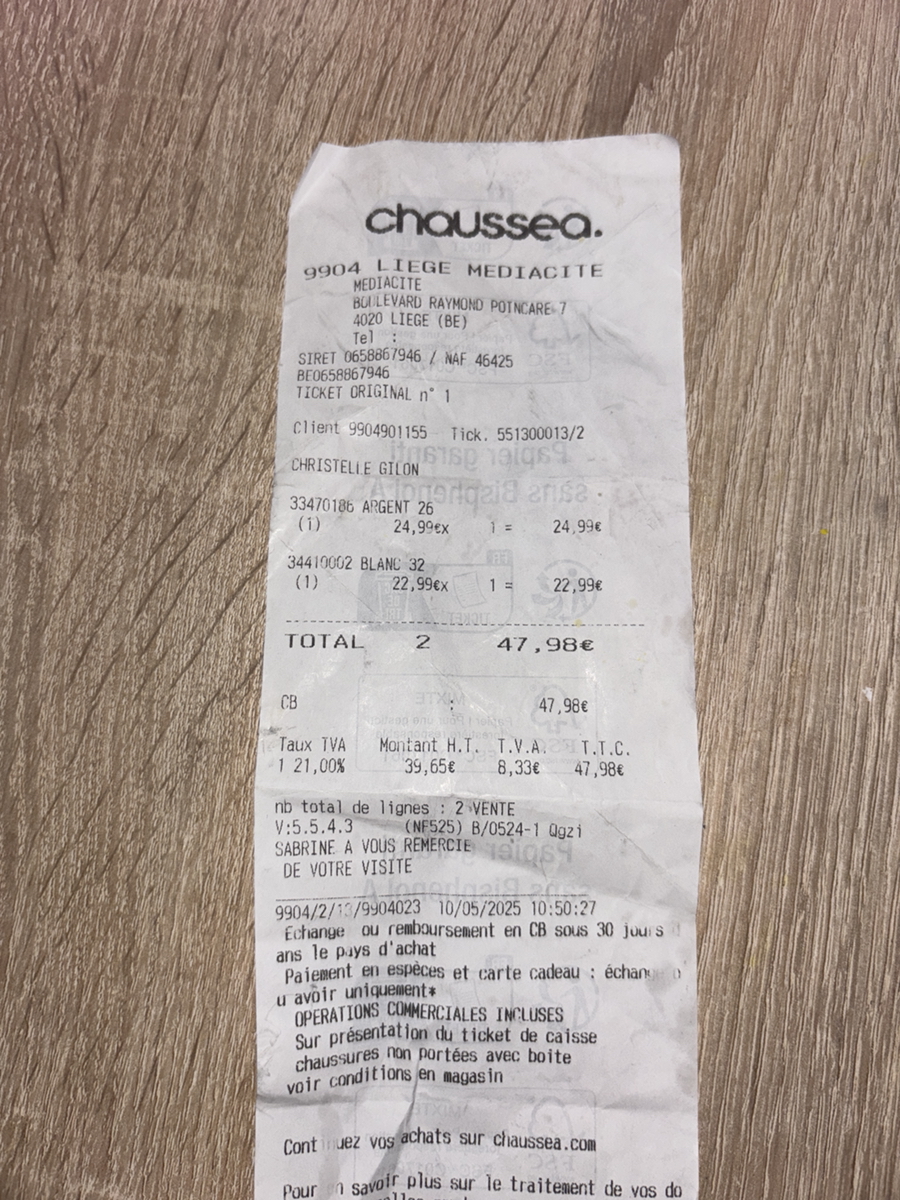 chaussea.
9904 LIEGE MEDIACITE
MEDIACITE
BOULEVARD RAYMOND POINCARE 7
4020 LIEGE (BE)
Tel :
SIRET 0658867946 / NAF 46425
BE0658867946
TICKET ORIGINAL n° 1
Client 9904901155 Tick. 551300013/2
CHRISTELLE GILON
33470186 ARGENT 26
(1) 24,99€x 1 = 24,99€
34410002 BLANC 32
(1) 22,99€x 1 = 22,99€
TOTAL 2 47,98€
CB : 47,98€
Taux TVA Montant H.T. T.V.A. T.T.C.
1 21,00% 39,65€ 8,33€ 47,98€
nb total de lignes : 2 VENTE
V:5.5.4.3 (NF525) B/0524-1 Qgzi
SABRINE A VOUS REMERCIE
DE VOTRE VISITE
9904/2/13/9904023 10/05/2025 10:50:27
Echange ou remboursement en CB sous 30 jours d
ans le pays d'achat
Paiement en espèces et carte cadeau : échange o
u avoir uniquement*
OPERATIONS COMMERCIALES INCLUSES
Sur présentation du ticket de caisse
chaussures non portées avec boite
voir conditions en magasin
Continuez vos achats sur chaussea.com
Pour en savoir plus sur le traitement de vos do